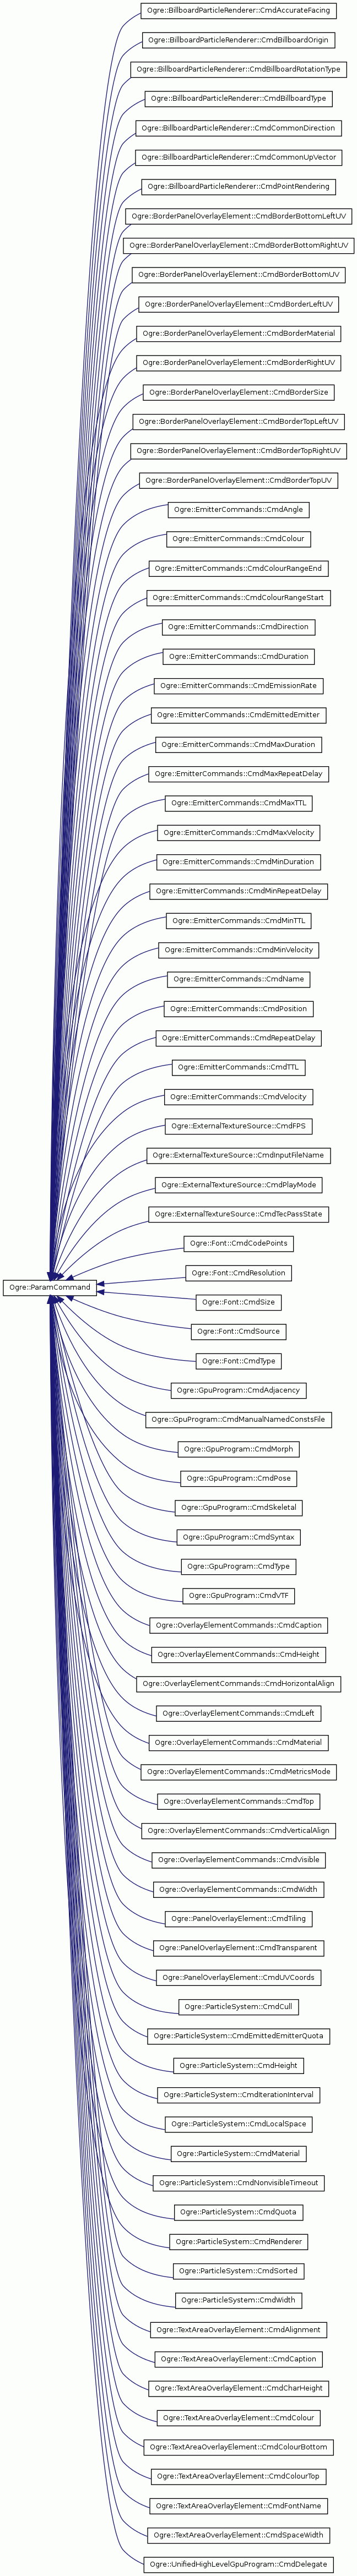 Ogre::BillboardParticleRenderer::CmdAccurateFacing
Ogre::BillboardParticleRenderer::CmdBillboardOrigin
Ogre::BillboardParticleRenderer::CmdBillboardRotationType
Ogre::BillboardParticleRenderer::CmdBillboardType
Ogre::BillboardParticleRenderer::CmdCommonDirection
Ogre::BillboardParticleRenderer::CmdCommonUpVector
Ogre::BillboardParticleRenderer::CmdPointRendering
Ogre::BorderPanelOverlayElement::CmdBorderBottomLeftUV
Ogre::BorderPanelOverlayElement::CmdBorderBottomRightUV
Ogre::BorderPanelOverlayElement::CmdBorderBottomUV
Ogre::BorderPanelOverlayElement::CmdBorderLeftUV
Ogre::BorderPanelOverlayElement::CmdBorderMaterial
Ogre::BorderPanelOverlayElement::CmdBorderRightUV
Ogre::BorderPanelOverlayElement::CmdBorderSize
Ogre::BorderPanelOverlayElement::CmdBorderTopLeftUV
Ogre::BorderPanelOverlayElement::CmdBorderTopRightUV
Ogre::BorderPanelOverlayElement::CmdBorderTopUV
Ogre::EmitterCommands::CmdAngle
Ogre::EmitterCommands::CmdColour
Ogre::EmitterCommands::CmdColourRangeEnd
Ogre::EmitterCommands::CmdColourRangeStart
Ogre::EmitterCommands::CmdDirection
Ogre::EmitterCommands::CmdDuration
Ogre::EmitterCommands::CmdEmissionRate
Ogre::EmitterCommands::CmdEmittedEmitter
Ogre::EmitterCommands::CmdMaxDuration
Ogre::EmitterCommands::CmdMaxRepeatDelay
Ogre::EmitterCommands::CmdMaxTTL
Ogre::EmitterCommands::CmdMaxVelocity
Ogre::EmitterCommands::CmdMinDuration
Ogre::EmitterCommands::CmdMinRepeatDelay
Ogre::EmitterCommands::CmdMinTTL
Ogre::EmitterCommands::CmdMinVelocity
Ogre::EmitterCommands::CmdName
Ogre::EmitterCommands::CmdPosition
Ogre::EmitterCommands::CmdRepeatDelay
Ogre::EmitterCommands::CmdTTL
Ogre::EmitterCommands::CmdVelocity
Ogre::ExternalTextureSource::CmdFPS
Ogre::ExternalTextureSource::CmdInputFileName
Ogre::ExternalTextureSource::CmdPlayMode
Ogre::ExternalTextureSource::CmdTecPassState
Ogre::Font::CmdCodePoints
Ogre::Font::CmdResolution
Ogre::ParamCommand
Ogre::Font::CmdSize
Ogre::Font::CmdSource
Ogre::Font::CmdType
Ogre::GpuProgram::CmdAdjacency
Ogre::GpuProgram::CmdManualNamedConstsFile
Ogre::GpuProgram::CmdMorph
Ogre::GpuProgram::CmdPose
Ogre::GpuProgram::CmdSkeletal
Ogre::GpuProgram::CmdSyntax
Ogre::GpuProgram::CmdType
Ogre::GpuProgram::CmdVTF
Ogre::OverlayElementCommands::CmdCaption
Ogre::OverlayElementCommands::CmdHeight
Ogre::OverlayElementCommands::CmdHorizontalAlign
Ogre::OverlayElementCommands::CmdLeft
Ogre::OverlayElementCommands::CmdMaterial
Ogre::OverlayElementCommands::CmdMetricsMode
Ogre::OverlayElementCommands::CmdTop
Ogre::OverlayElementCommands::CmdVerticalAlign
Ogre::OverlayElementCommands::CmdVisible
Ogre::OverlayElementCommands::CmdWidth
Ogre::PanelOverlayElement::CmdTiling
Ogre::PanelOverlayElement::CmdTransparent
Ogre::PanelOverlayElement::CmdUVCoords
Ogre::ParticleSystem::CmdCull
Ogre::ParticleSystem::CmdEmittedEmitterQuota
Ogre::ParticleSystem::CmdHeight
Ogre::ParticleSystem::CmdIterationInterval
Ogre::ParticleSystem::CmdLocalSpace
Ogre::ParticleSystem::CmdMaterial
Ogre::ParticleSystem::CmdNonvisibleTimeout
Ogre::ParticleSystem::CmdQuota
Ogre::ParticleSystem::CmdRenderer
Ogre::ParticleSystem::CmdSorted
Ogre::ParticleSystem::CmdWidth
Ogre::TextAreaOverlayElement::CmdAlignment
Ogre::TextAreaOverlayElement::CmdCaption
Ogre::TextAreaOverlayElement::CmdCharHeight
Ogre::TextAreaOverlayElement::CmdColour
Ogre::TextAreaOverlayElement::CmdColourBottom
Ogre::TextAreaOverlayElement::CmdColourTop
Ogre::TextAreaOverlayElement::CmdFontName
Ogre::TextAreaOverlayElement::CmdSpaceWidth
Ogre::UnifiedHighLevelGpuProgram::CmdDelegate